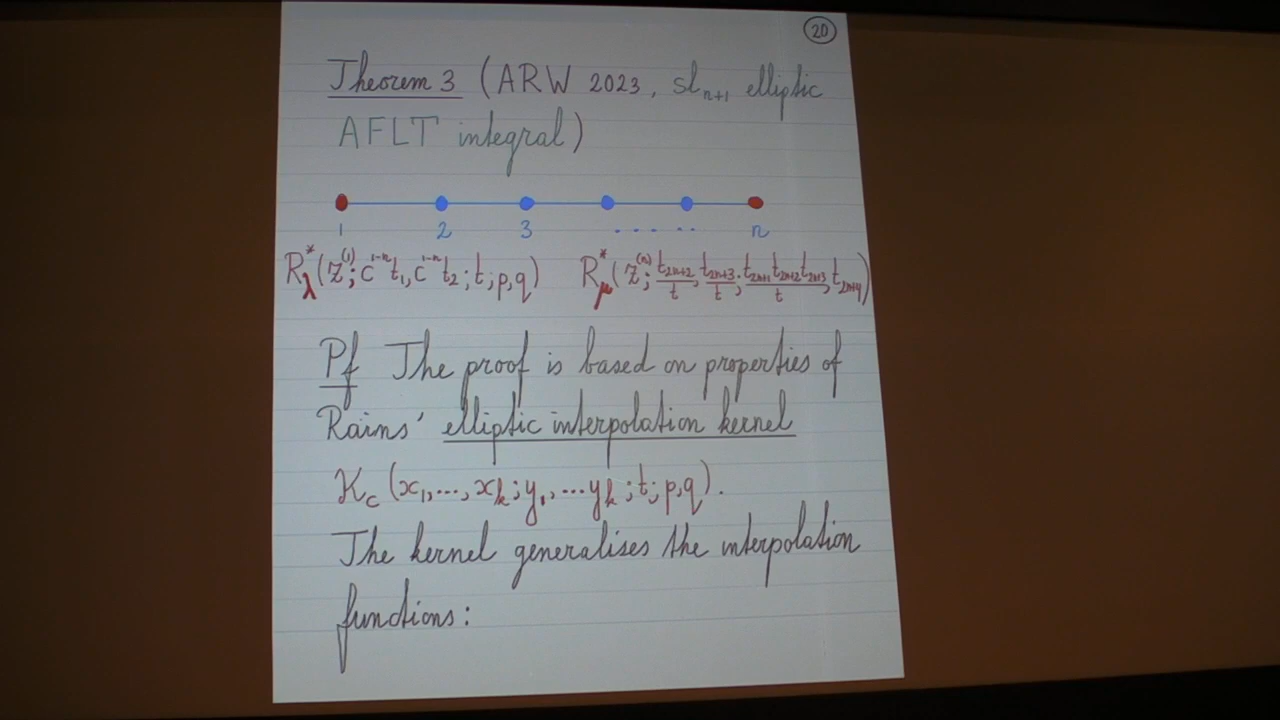 20
Theorem 3 (ARW 2023, sl_{n+1} elliptic
AFLT integral)
1 2 3 . . . . . . n
R*_λ(z^{(1)}; c^{1-n}t_1, c^{1-n}t_2; t; p,q) R*_μ(z^{(n)}; t_{2n+2}/t, t_{2n+3}/t; t_{2n+1}t_{2n+2}t_{2n+3}/t, t_{2n+4})
Pf The proof is based on properties of
Rains' elliptic interpolation kernel
K_c (x_1,...,x_k; y_1,...y_k; t; p,q).
The kernel generalises the interpolation
functions: